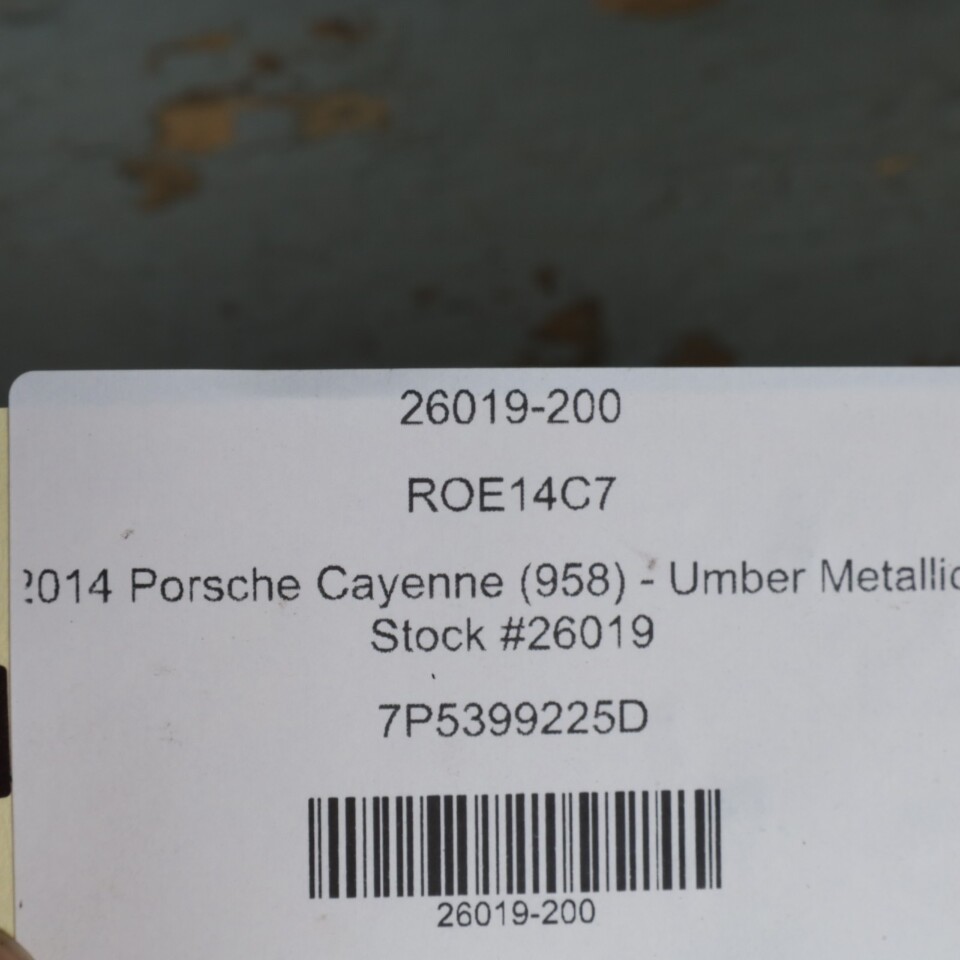 26019-200
ROE14C7
2014 Porsche Cayenne (958) - Umber Metallic
Stock #26019
7P5399225D
26019-200